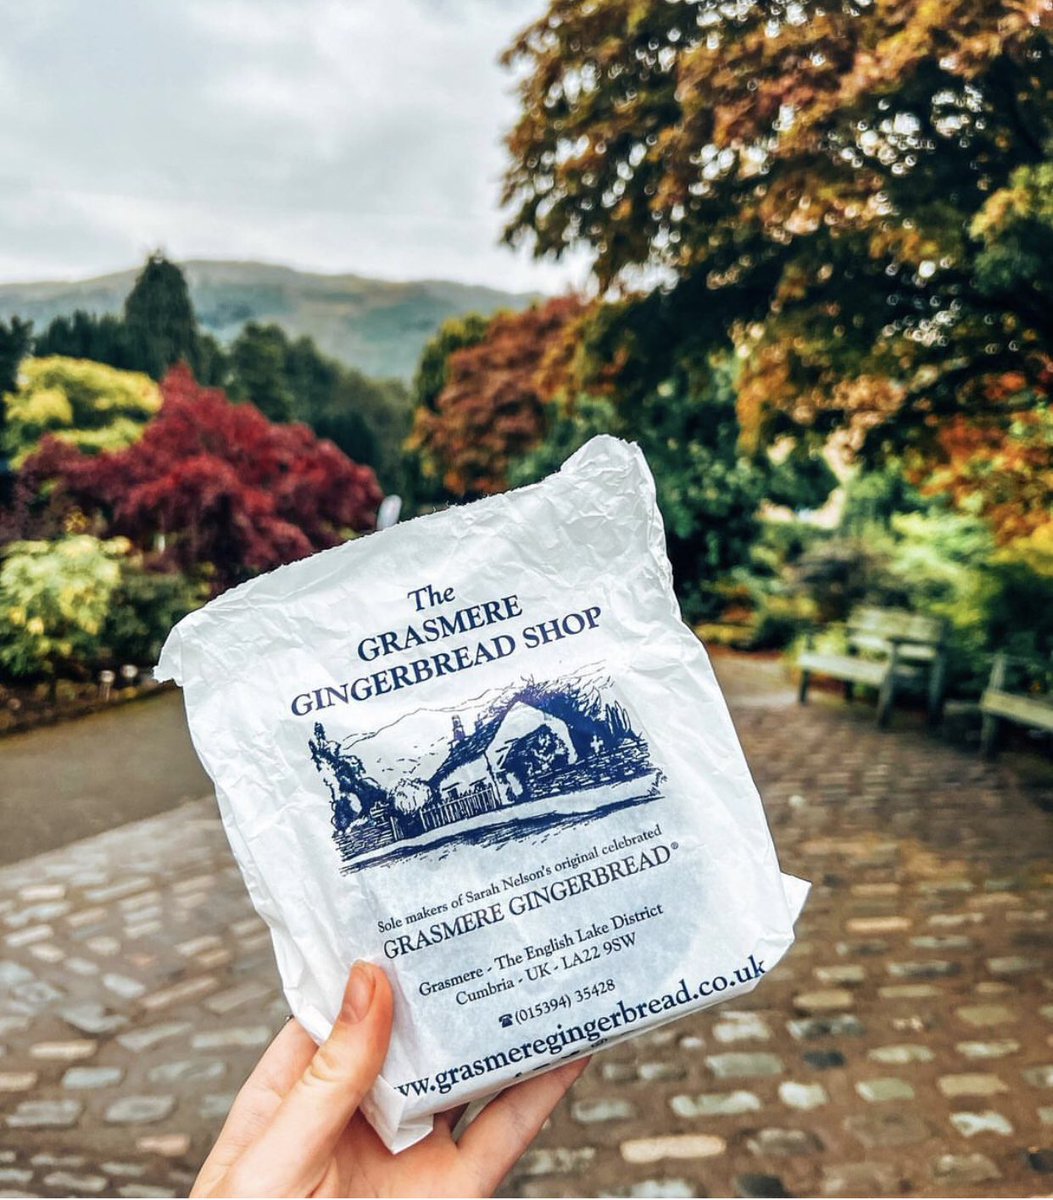 The
GRASMERE
GINGERBREAD SHOP
Sole makers of Sarah Nelson's original celebrated
GRASMERE GINGERBREAD®
Grasmere - The English Lake District
Cumbria - UK - LA22 9SW
☎(015394) 35428
ww.grasmeregingerbread.co.uk